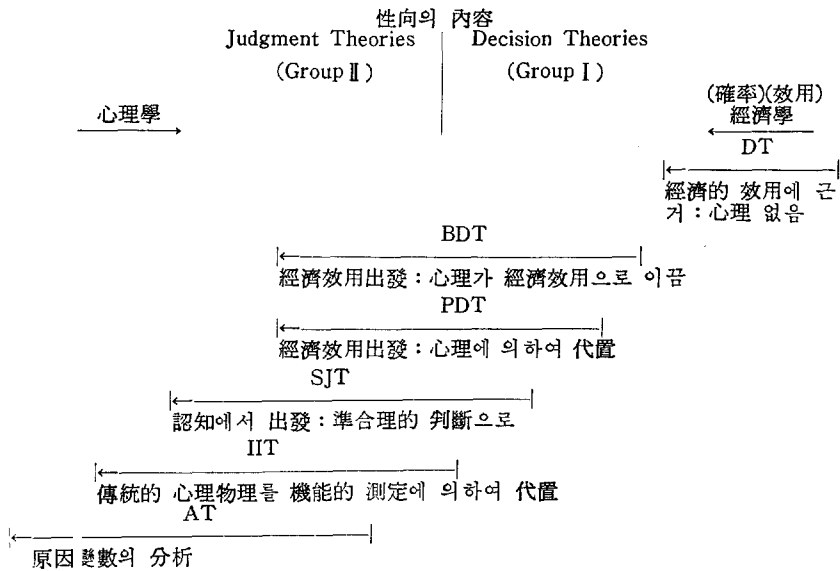 性向의 內容
Judgment Theories Decision Theories
(Group Ⅱ) (Group Ⅰ)
(確率)(效用)
心理學 經濟學
DT
經濟的 效用에 근
거:心理 없음
BDT
經濟效用出發:心理가 經濟效用으로 이끔
PDT
經濟效用出發:心理에 의하여 代置
SJT
認知에서 出發:準合理的 判斷으로
IIT
傳統的 心理物理를 機能的 測定에 의하여 代置
AT
原因變數의 分析